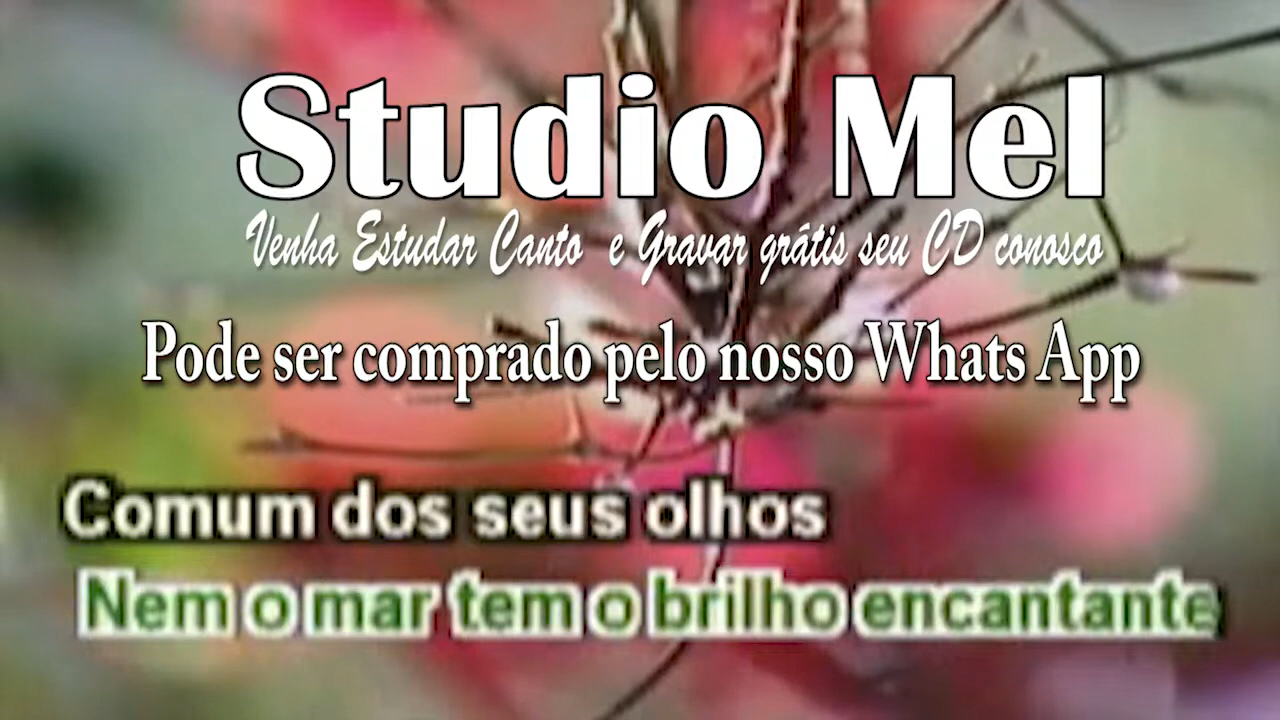 Studio Mel
Venha Estudar Canto e Gravar grátis seu CD conosco
Pode ser comprado pelo nosso Whats App
Comum dos seus olhos
Nem o mar tem o brilho encantante